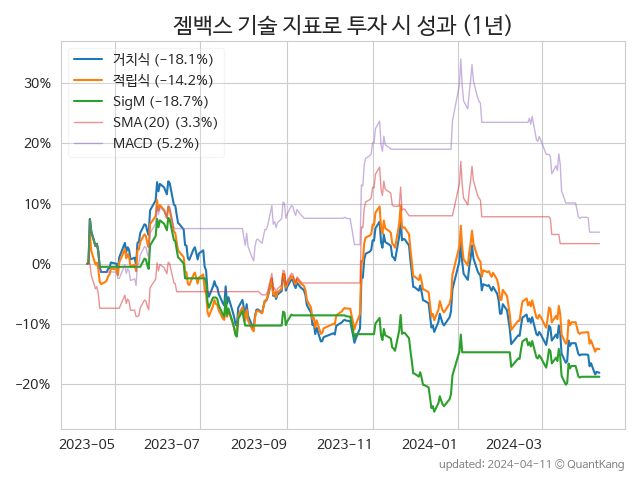 젬백스 기술 지표로 투자 시 성과 (1년)
거치식 (−18.1%)
적립식 (−14.2%)
SigM (−18.7%)
SMA(20) (3.3%)
MACD (5.2%)
30%
20%
10%
0%
−10%
−20%
2023-05 2023-07 2023-09 2023-11 2024-01 2024-03
updated: 2024-04-11 © QuantKang